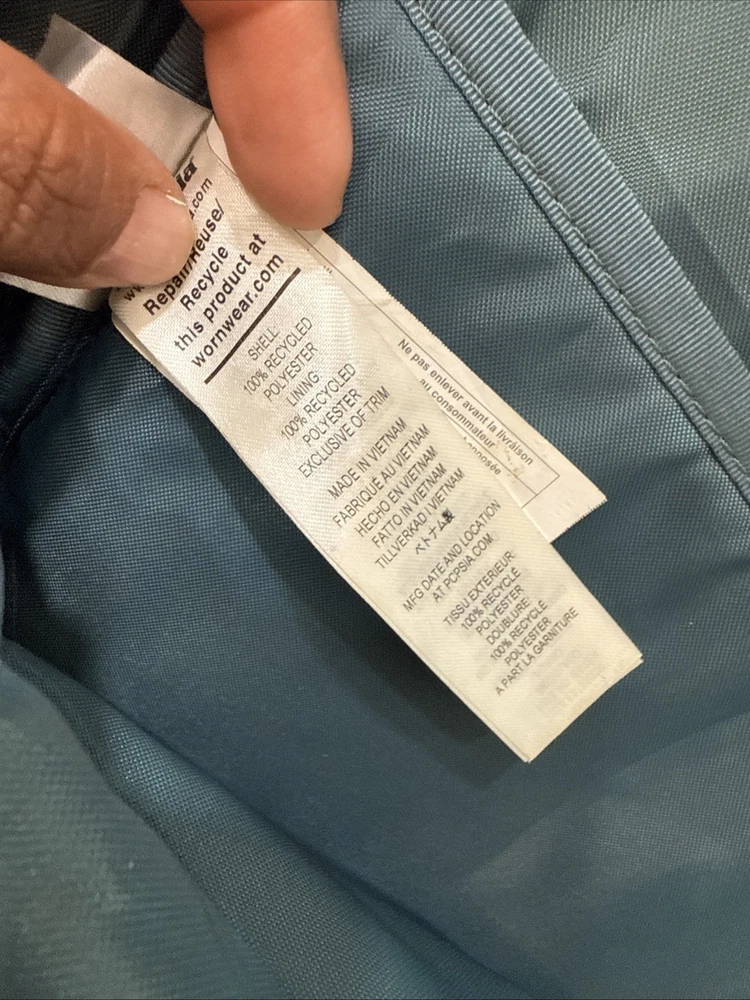 ia
.com
Repair/Reuse/
Recycle
this product at
wornwear.com
SHELL:
100% RECYCLED
POLYESTER
LINING:
100% RECYCLED
POLYESTER
EXCLUSIVE OF TRIM
MADE IN VIETNAM
FABRIQUÉ AU VIETNAM
HECHO EN VIETNAM
FATTO IN VIETNAM
TILLVERKAD I VIETNAM
ベトナム製
MFG DATE AND LOCATION
AT PCPSIA.COM
TISSU EXTÉRIEUR:
100% RECYCLÉ
POLYESTER
DOUBLURE:
100% RECYCLÉ
POLYESTER
A PART LA GARNITURE
Ne pas enlever avant la livraison
au consommateur